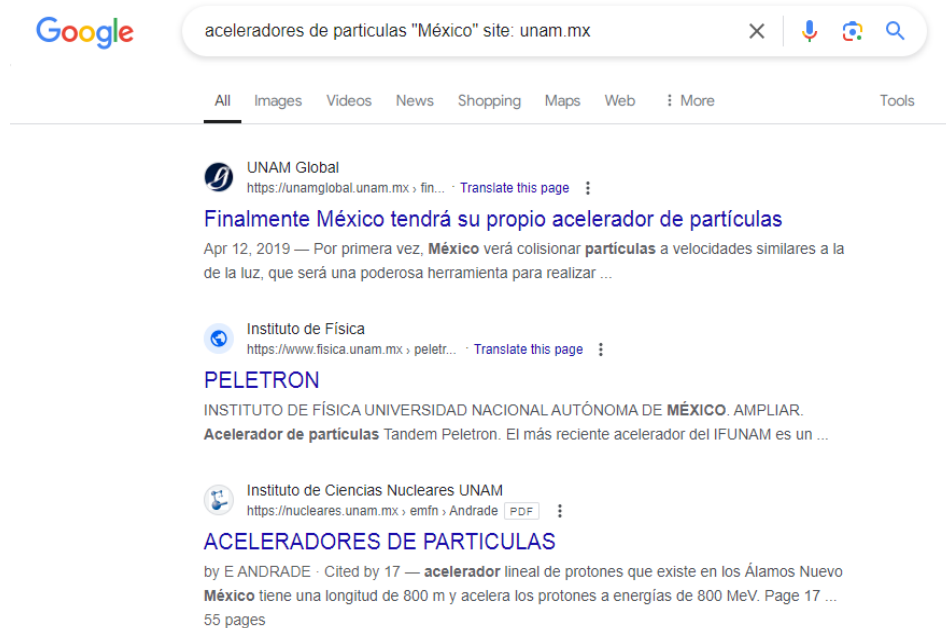 Google
aceleradores de particulas "México" site: unam.mx
All Images Videos News Shopping Maps Web More Tools
UNAM Global
https://unamglobal.unam.mx › fin... · Translate this page
Finalmente México tendrá su propio acelerador de partículas
Apr 12, 2019 — Por primera vez, México verá colisionar partículas a velocidades similares a la
de la luz, que será una poderosa herramienta para realizar ...
Instituto de Física
https://www.fisica.unam.mx › peletr... · Translate this page
PELETRON
INSTITUTO DE FÍSICA UNIVERSIDAD NACIONAL AUTÓNOMA DE MÉXICO. AMPLIAR.
Acelerador de partículas Tandem Peletron. El más reciente acelerador del IFUNAM es un ...
Instituto de Ciencias Nucleares UNAM
https://nucleares.unam.mx › emfn › Andrade PDF
ACELERADORES DE PARTICULAS
by E ANDRADE · Cited by 17 — acelerador lineal de protones que existe en los Álamos Nuevo
México tiene una longitud de 800 m y acelera los protones a energías de 800 MeV. Page 17 ...
55 pages